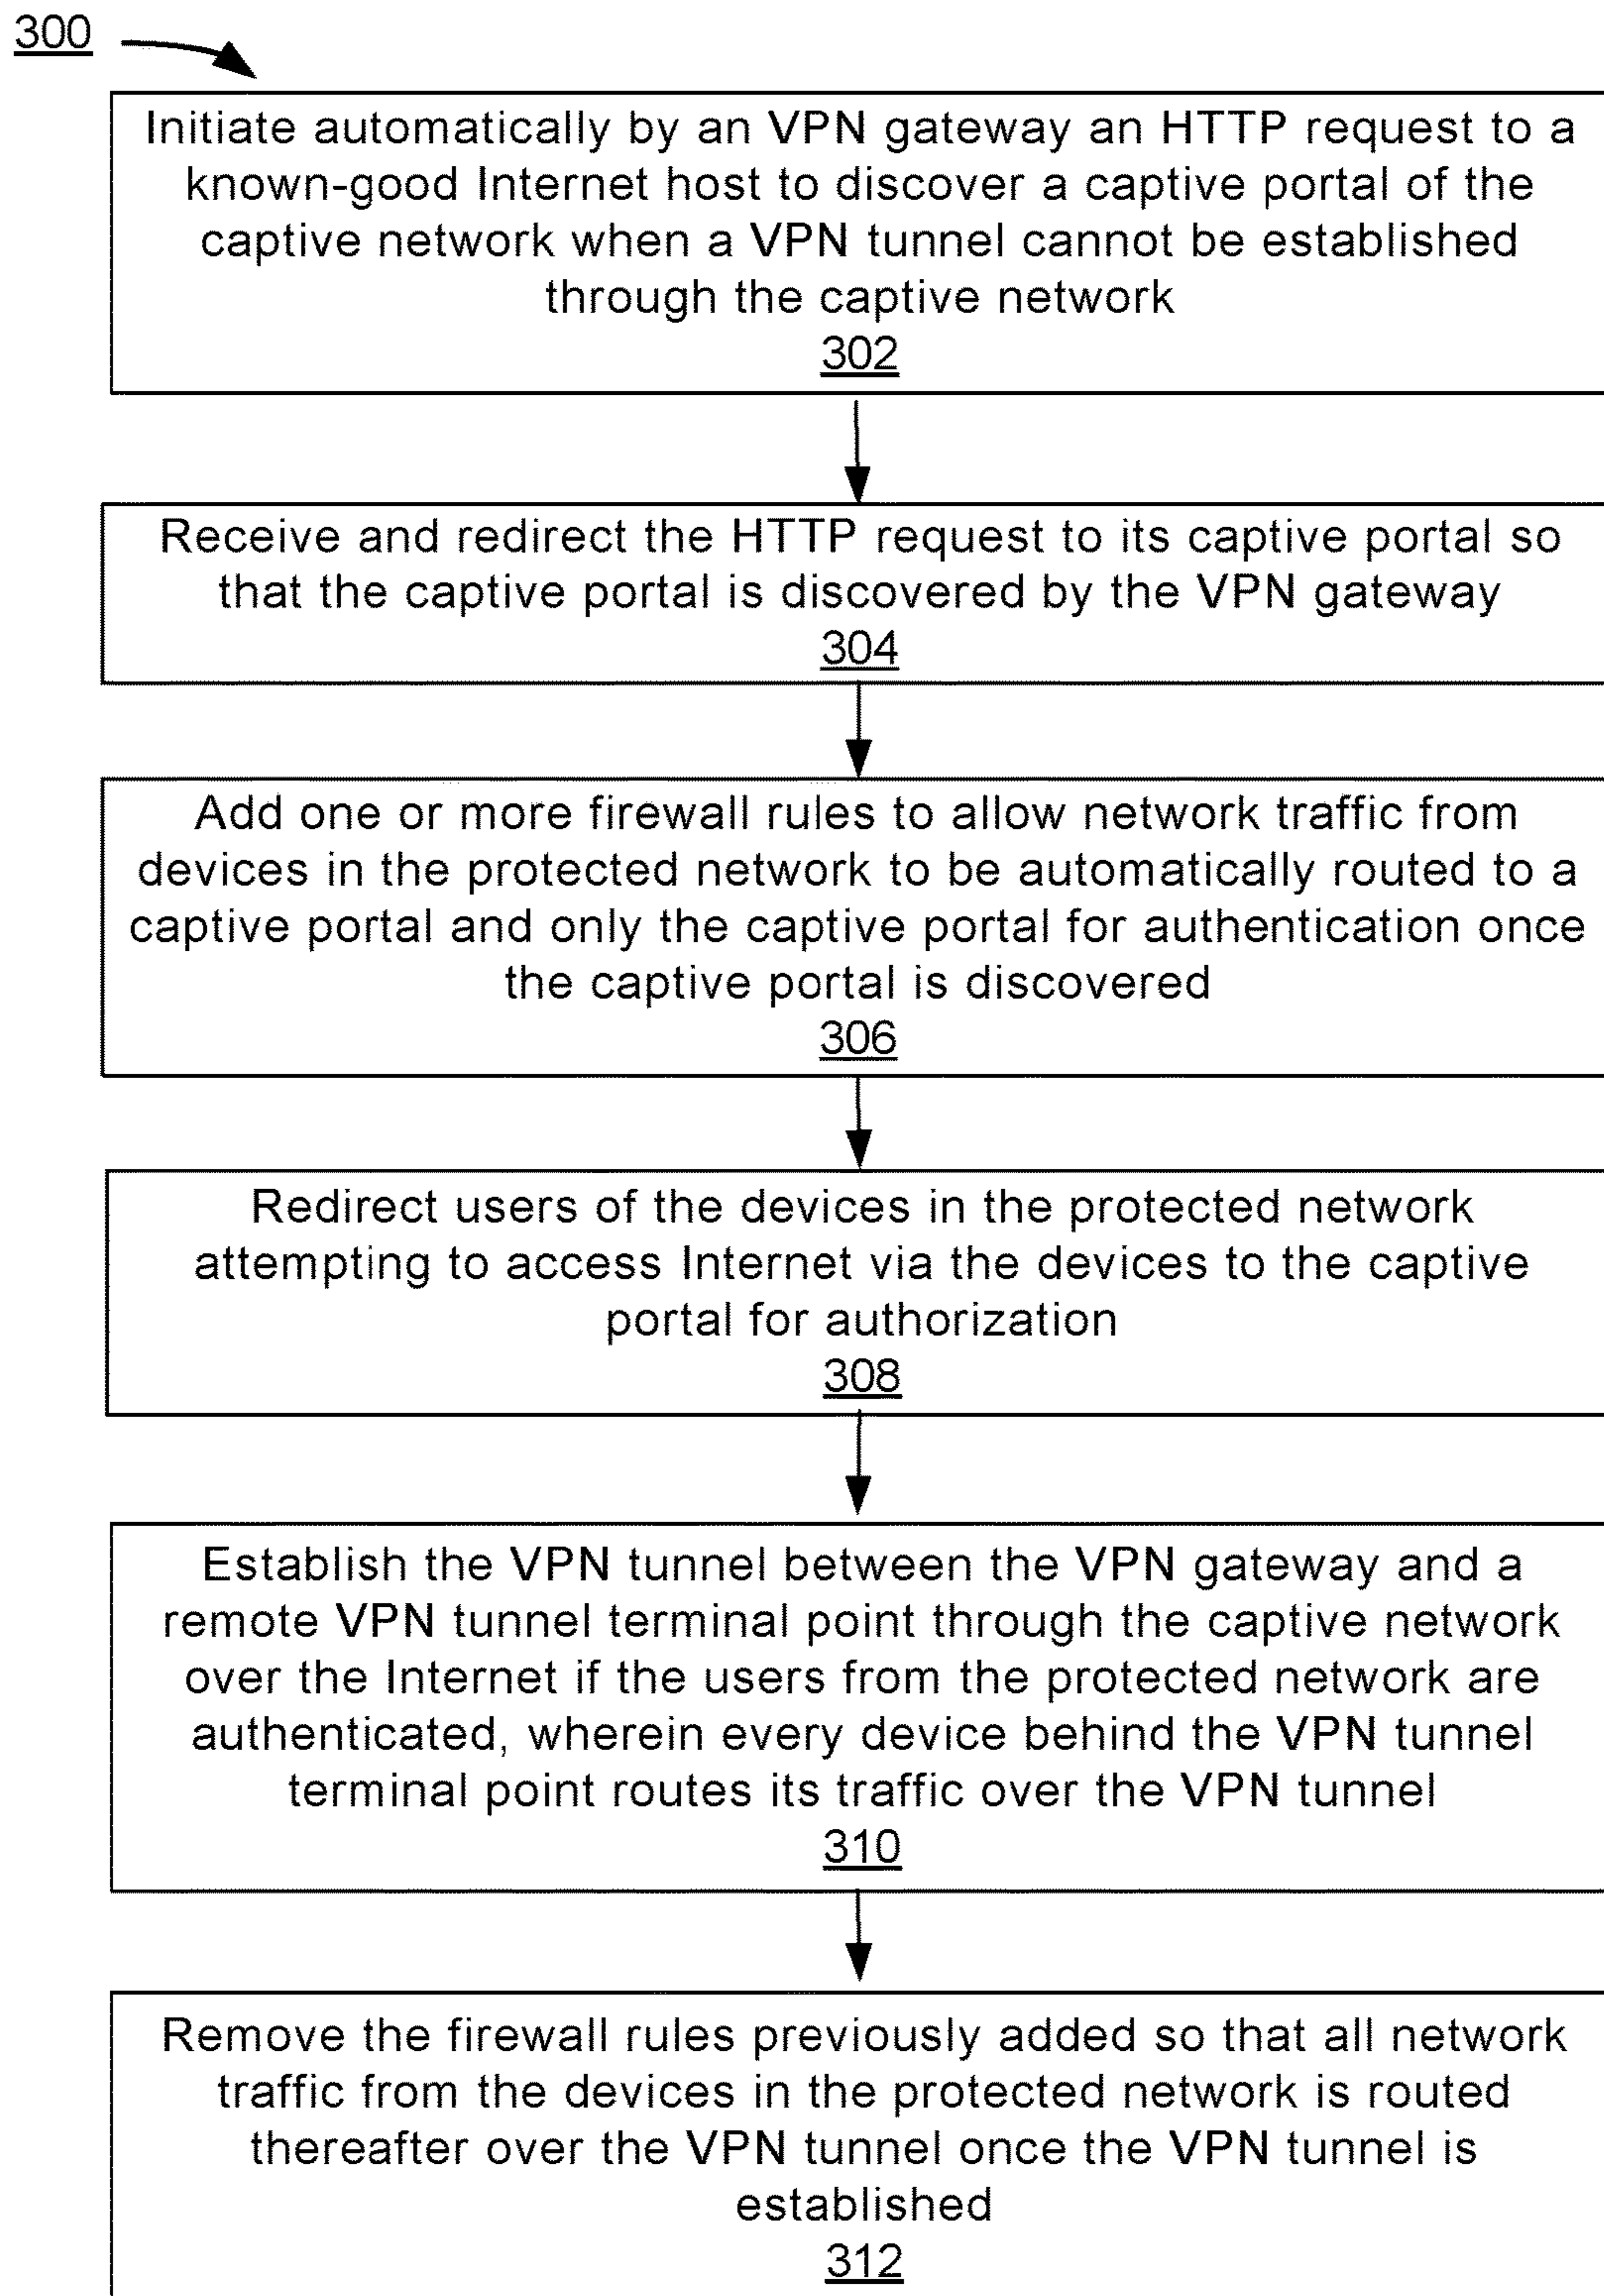 300
Initiate automatically by an VPN gateway an HTTP request to a
known-good Internet host to discover a captive portal of the
captive network when a VPN tunnel cannot be established
through the captive network
302
Receive and redirect the HTTP request to its captive portal so
that the captive portal is discovered by the VPN gateway
304
Add one or more firewall rules to allow network traffic from
devices in the protected network to be automatically routed to a
captive portal and only the captive portal for authentication once
the captive portal is discovered
306
Redirect users of the devices in the protected network
attempting to access Internet via the devices to the captive
portal for authorization
308
Establish the VPN tunnel between the VPN gateway and a
remote VPN tunnel terminal point through the captive network
over the Internet if the users from the protected network are
authenticated, wherein every device behind the VPN tunnel
terminal point routes its traffic over the VPN tunnel
310
Remove the firewall rules previously added so that all network
traffic from the devices in the protected network is routed
thereafter over the VPN tunnel once the VPN tunnel is
established
312